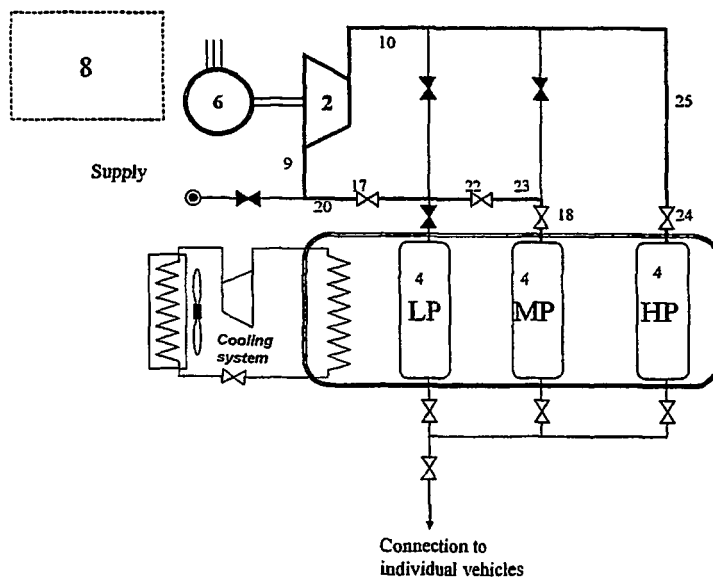 10
8
6
2
25
9
Supply
17
22
23
20
18
24
4
4
4
LP
MP
HP
Cooling
system
Connection to
individual vehicles